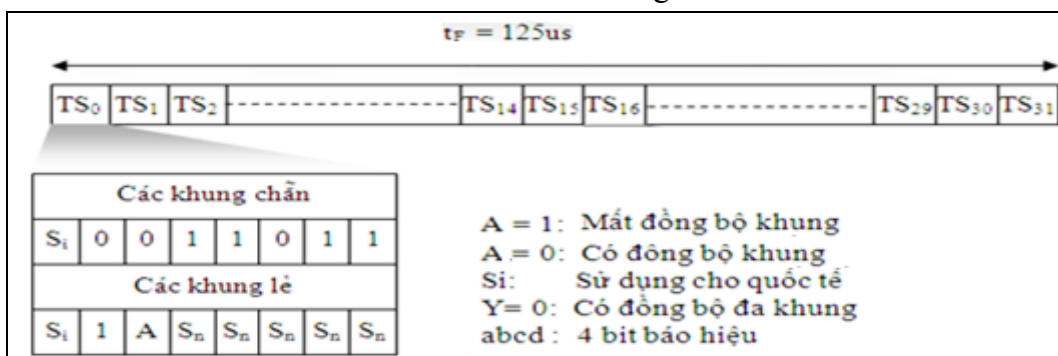 t_F = 125us
TS₀ TS₁ TS₂ TS₁₄ TS₁₅ TS₁₆ TS₂₉ TS₃₀ TS₃₁
Các khung chẵn
Sᵢ 0 0 1 1 0 1 1
Các khung lẻ
Sᵢ 1 A Sₙ Sₙ Sₙ Sₙ Sₙ
A = 1: Mất đồng bộ khung
A = 0: Có đông bộ khung
Si: Sử dụng cho quốc tế
Y= 0: Có đồng bộ đa khung
abcd : 4 bit báo hiệu